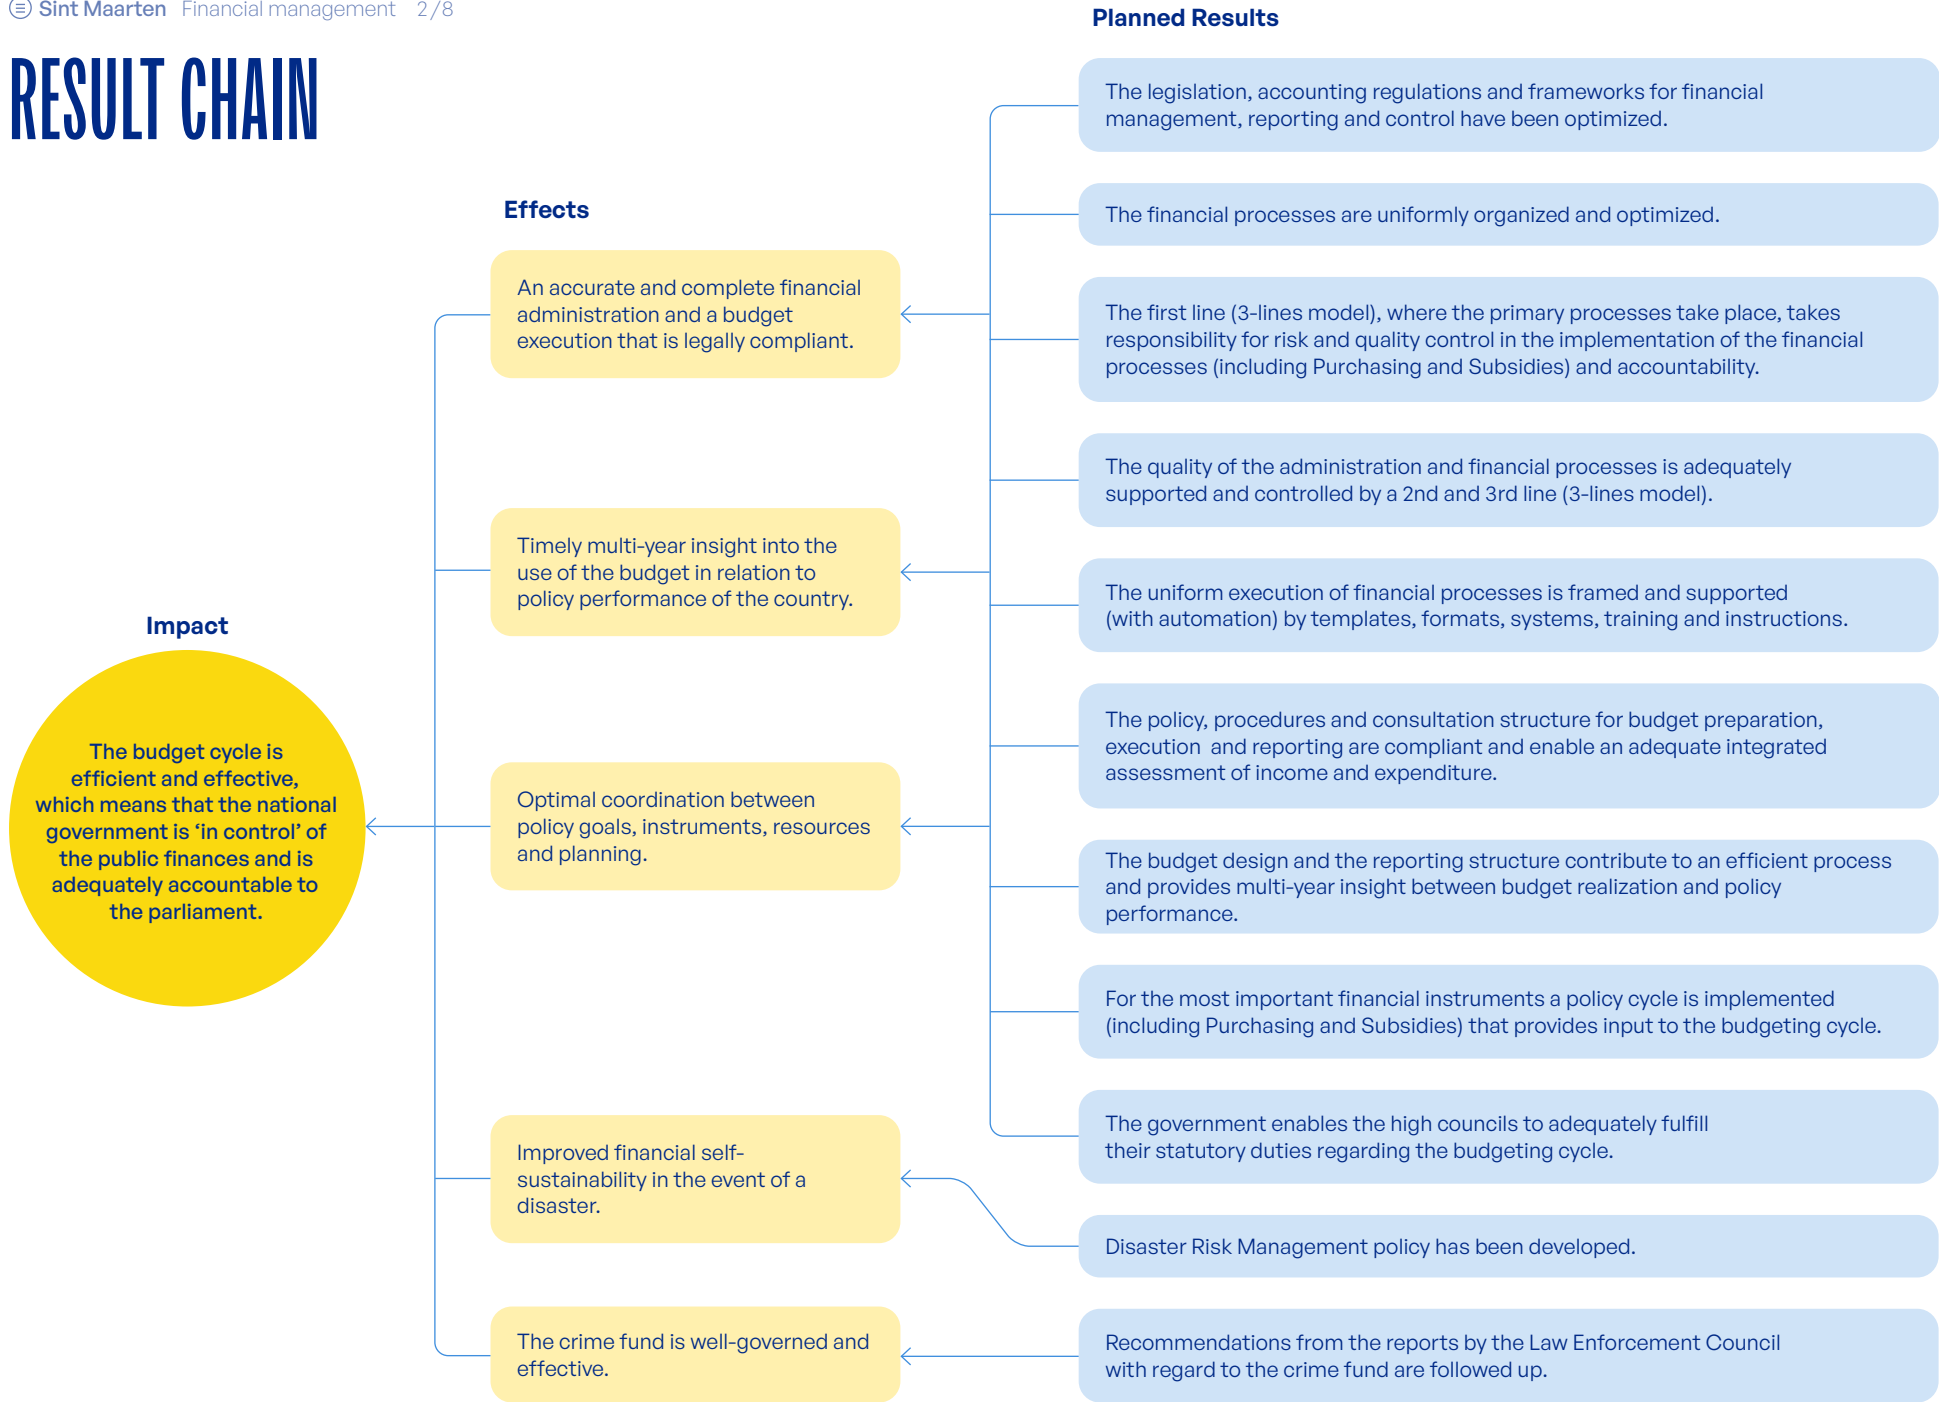 Sint Maarten Financial management 2/8
RESULT CHAIN
Impact
The budget cycle is
efficient and effective,
which means that the national
government is ‘in control’ of
the public finances and is
adequately accountable to
the parliament.
Effects
An accurate and complete financial
administration and a budget
execution that is legally compliant.
Timely multi-year insight into the
use of the budget in relation to
policy performance of the country.
Optimal coordination between
policy goals, instruments, resources
and planning.
Improved financial self-
sustainability in the event of a
disaster.
The crime fund is well-governed and
effective.
Planned Results
The legislation, accounting regulations and frameworks for financial
management, reporting and control have been optimized.
The financial processes are uniformly organized and optimized.
The first line (3-lines model), where the primary processes take place, takes
responsibility for risk and quality control in the implementation of the financial
processes (including Purchasing and Subsidies) and accountability.
The quality of the administration and financial processes is adequately
supported and controlled by a 2nd and 3rd line (3-lines model).
The uniform execution of financial processes is framed and supported
(with automation) by templates, formats, systems, training and instructions.
The policy, procedures and consultation structure for budget preparation,
execution and reporting are compliant and enable an adequate integrated
assessment of income and expenditure.
The budget design and the reporting structure contribute to an efficient process
and provides multi-year insight between budget realization and policy
performance.
For the most important financial instruments a policy cycle is implemented
(including Purchasing and Subsidies) that provides input to the budgeting cycle.
The government enables the high councils to adequately fulfill
their statutory duties regarding the budgeting cycle.
Disaster Risk Management policy has been developed.
Recommendations from the reports by the Law Enforcement Council
with regard to the crime fund are followed up.